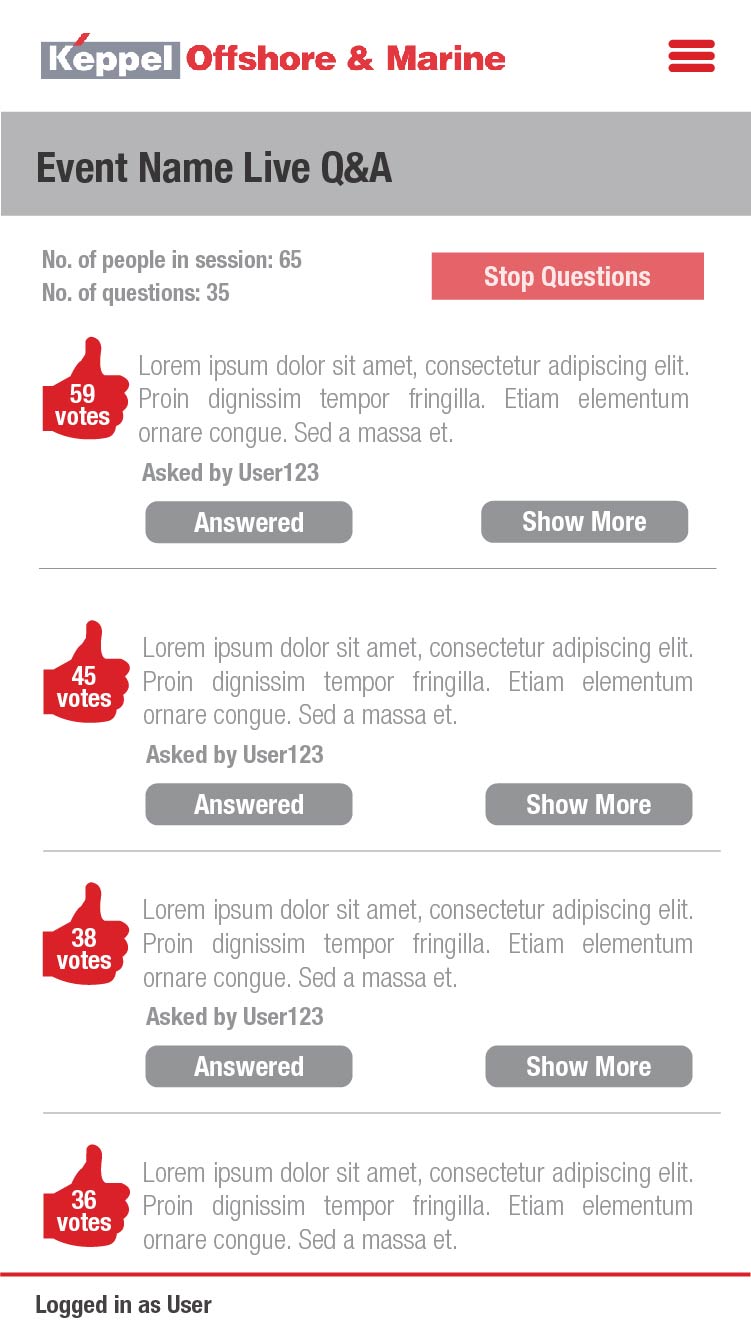 Keppel Offshore & Marine
Event Name Live Q&A
No. of people in session: 65
Stop Questions
No. of questions: 35
59
votes
Lorem ipsum dolor sit amet, consectetur adipiscing elit.
Proin dignissim tempor fringilla. Etiam elementum
ornare congue. Sed a massa et.
Asked by User123
Answered
Show More
45
votes
Lorem ipsum dolor sit amet, consectetur adipiscing elit.
Proin dignissim tempor fringilla. Etiam elementum
ornare congue. Sed a massa et.
Asked by User123
Answered
Show More
38
votes
Lorem ipsum dolor sit amet, consectetur adipiscing elit.
Proin dignissim tempor fringilla. Etiam elementum
ornare congue. Sed a massa et.
Asked by User123
Answered
Show More
36
votes
Lorem ipsum dolor sit amet, consectetur adipiscing elit.
Proin dignissim tempor fringilla. Etiam elementum
ornare congue. Sed a massa et.
Logged in as User